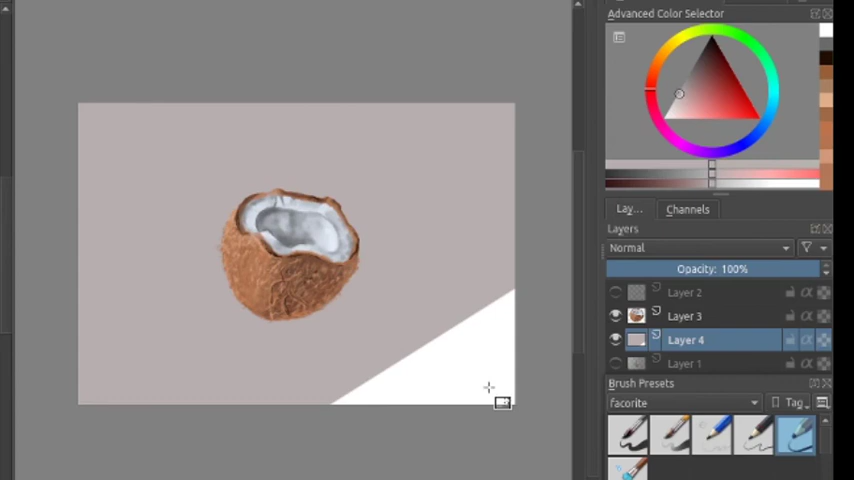 Advanced Color Selector
Lay... Channels
Layers
Normal
Opacity: 100%
Layer 2
Layer 3
Layer 4
Layer 1
Brush Presets
facorite Tag